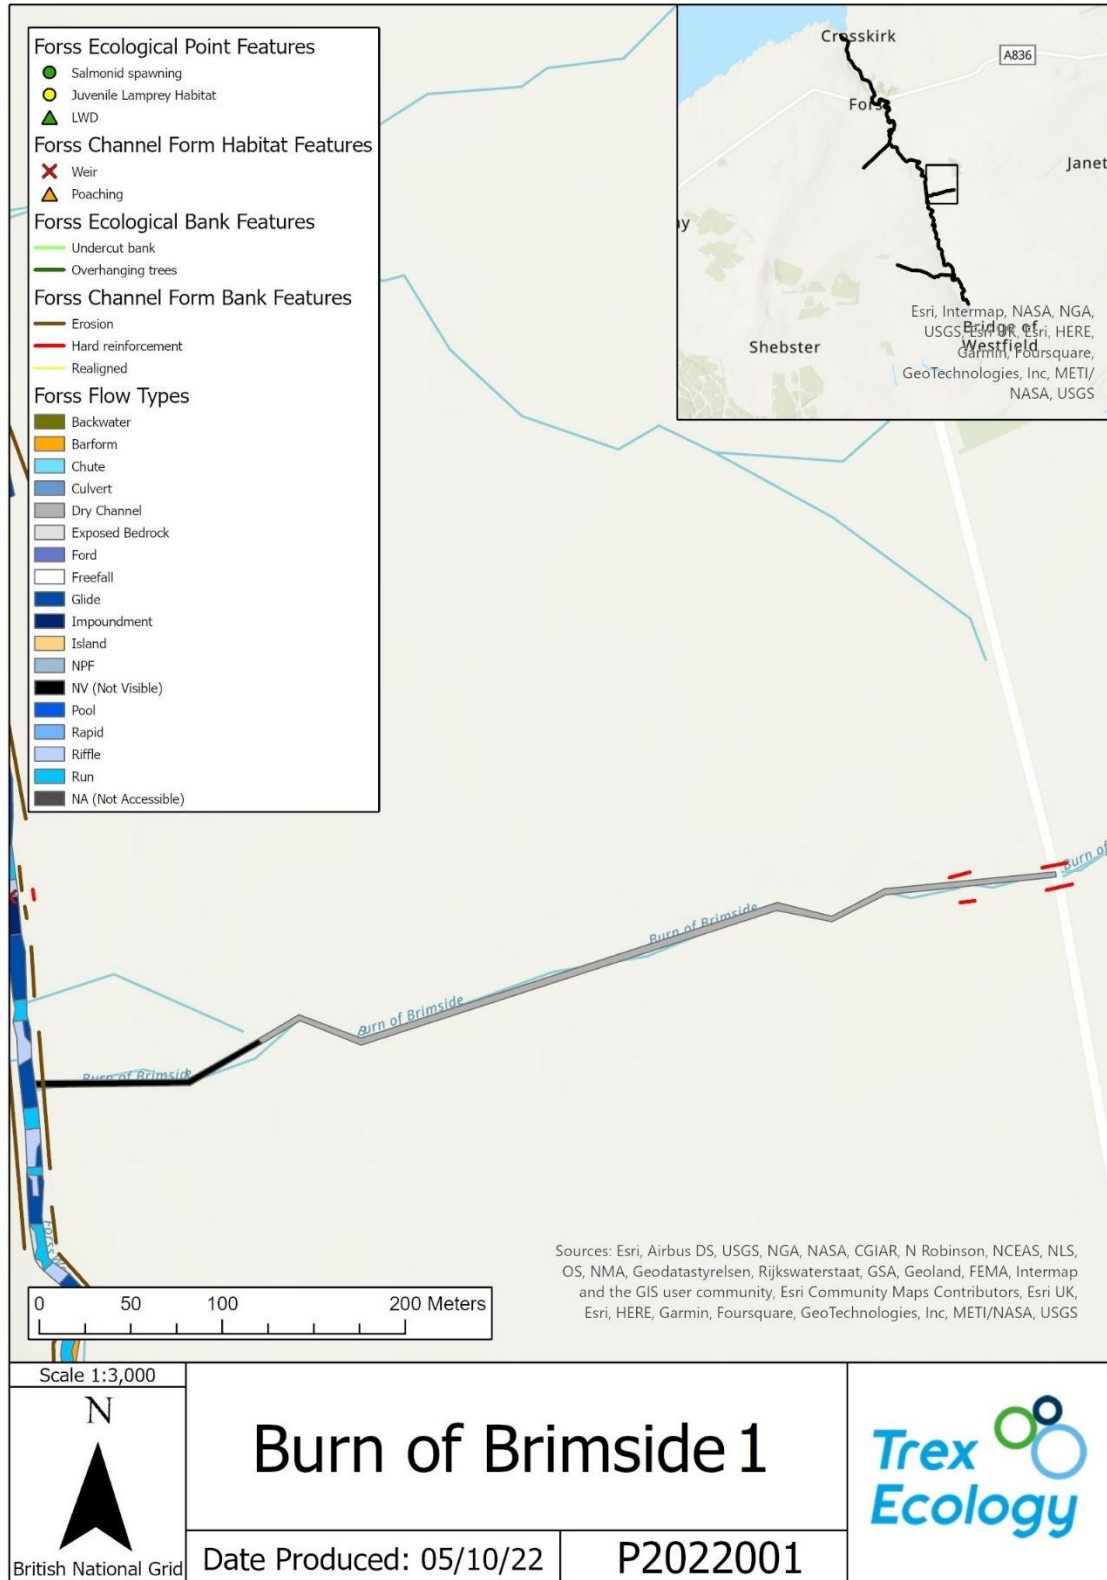 Forss Ecological Point Features
Salmonid spawning
Juvenile Lamprey Habitat
LWD
Forss Channel Form Habitat Features
Weir
Poaching
Forss Ecological Bank Features
Undercut bank
Overhanging trees
Forss Channel Form Bank Features
Erosion
Hard reinforcement
Realigned
Forss Flow Types
Backwater
Barform
Chute
Culvert
Dry Channel
Exposed Bedrock
Ford
Freefall
Glide
Impoundment
Island
NPF
NV (Not Visible)
Pool
Rapid
Riffle
Run
NA (Not Accessible)
Crosskirk
A836
Janet
ay
Shebster
Bridge of
Westfield
Esri, Intermap, NASA, NGA,
USGS, Esri UK, Esri, HERE,
Garmin, Foursquare,
GeoTechnologies, Inc, METI/
NASA, USGS
Burn of
Burn of Brimside
Burn of Brimside
Burn of Brimside
Sources: Esri, Airbus DS, USGS, NGA, NASA, CGIAR, N Robinson, NCEAS, NLS,
OS, NMA, Geodatastyrelsen, Rijkswaterstaat, GSA, Geoland, FEMA, Intermap
and the GIS user community, Esri Community Maps Contributors, Esri UK,
Esri, HERE, Garmin, Foursquare, GeoTechnologies, Inc, METI/NASA, USGS
0 50 100 200 Meters
Scale 1:3,000
N
British National Grid
Burn of Brimside 1
Date Produced: 05/10/22
P2022001
Trex
Ecology